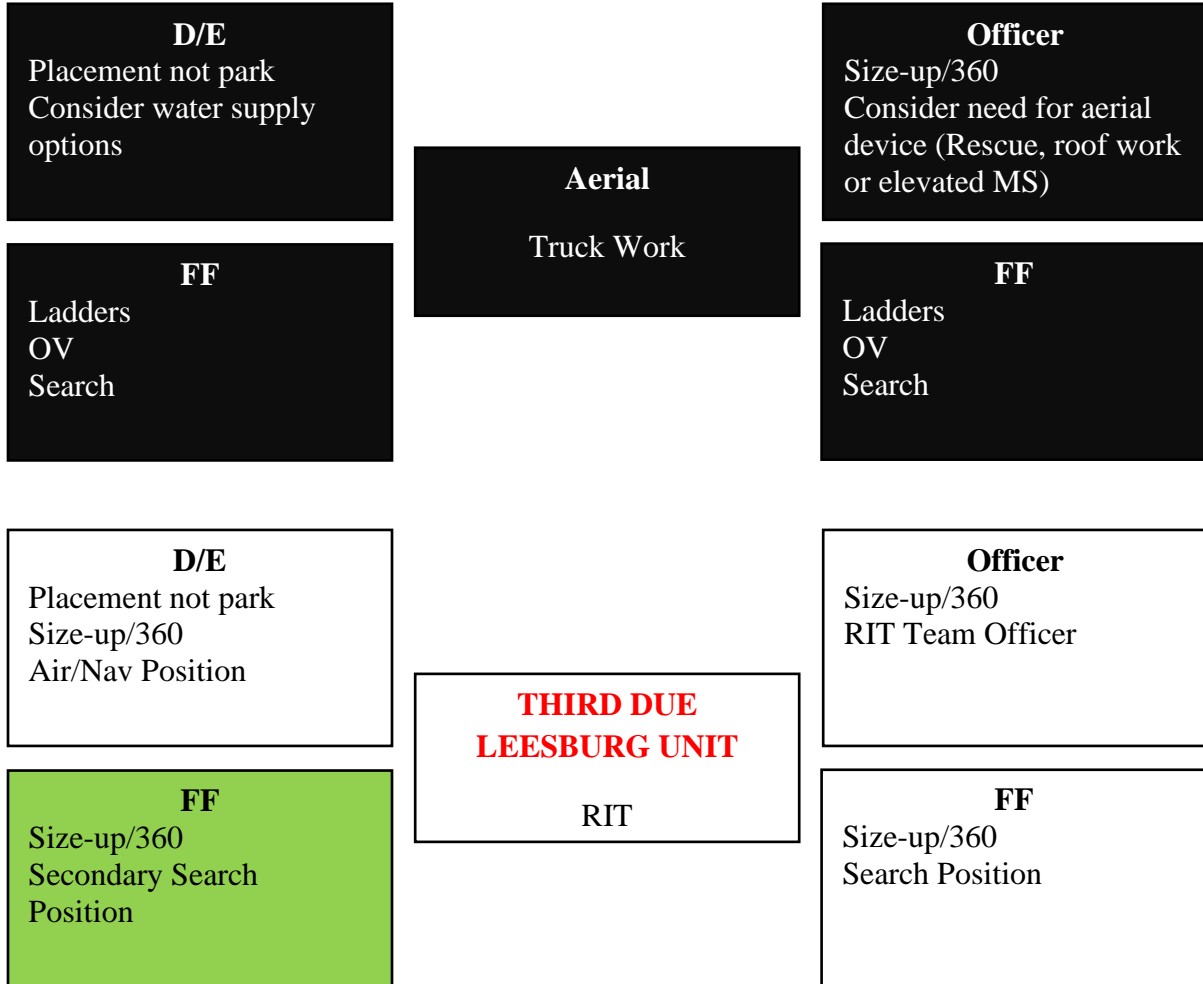 D/E
Placement not park
Consider water supply
options
Officer
Size-up/360
Consider need for aerial
device (Rescue, roof work
or elevated MS)
Aerial
Truck Work
FF
Ladders
OV
Search
FF
Ladders
OV
Search
D/E
Placement not park
Size-up/360
Air/Nav Position
Officer
Size-up/360
RIT Team Officer
THIRD DUE
LEESBURG UNIT
RIT
FF
Size-up/360
Secondary Search
Position
FF
Size-up/360
Search Position